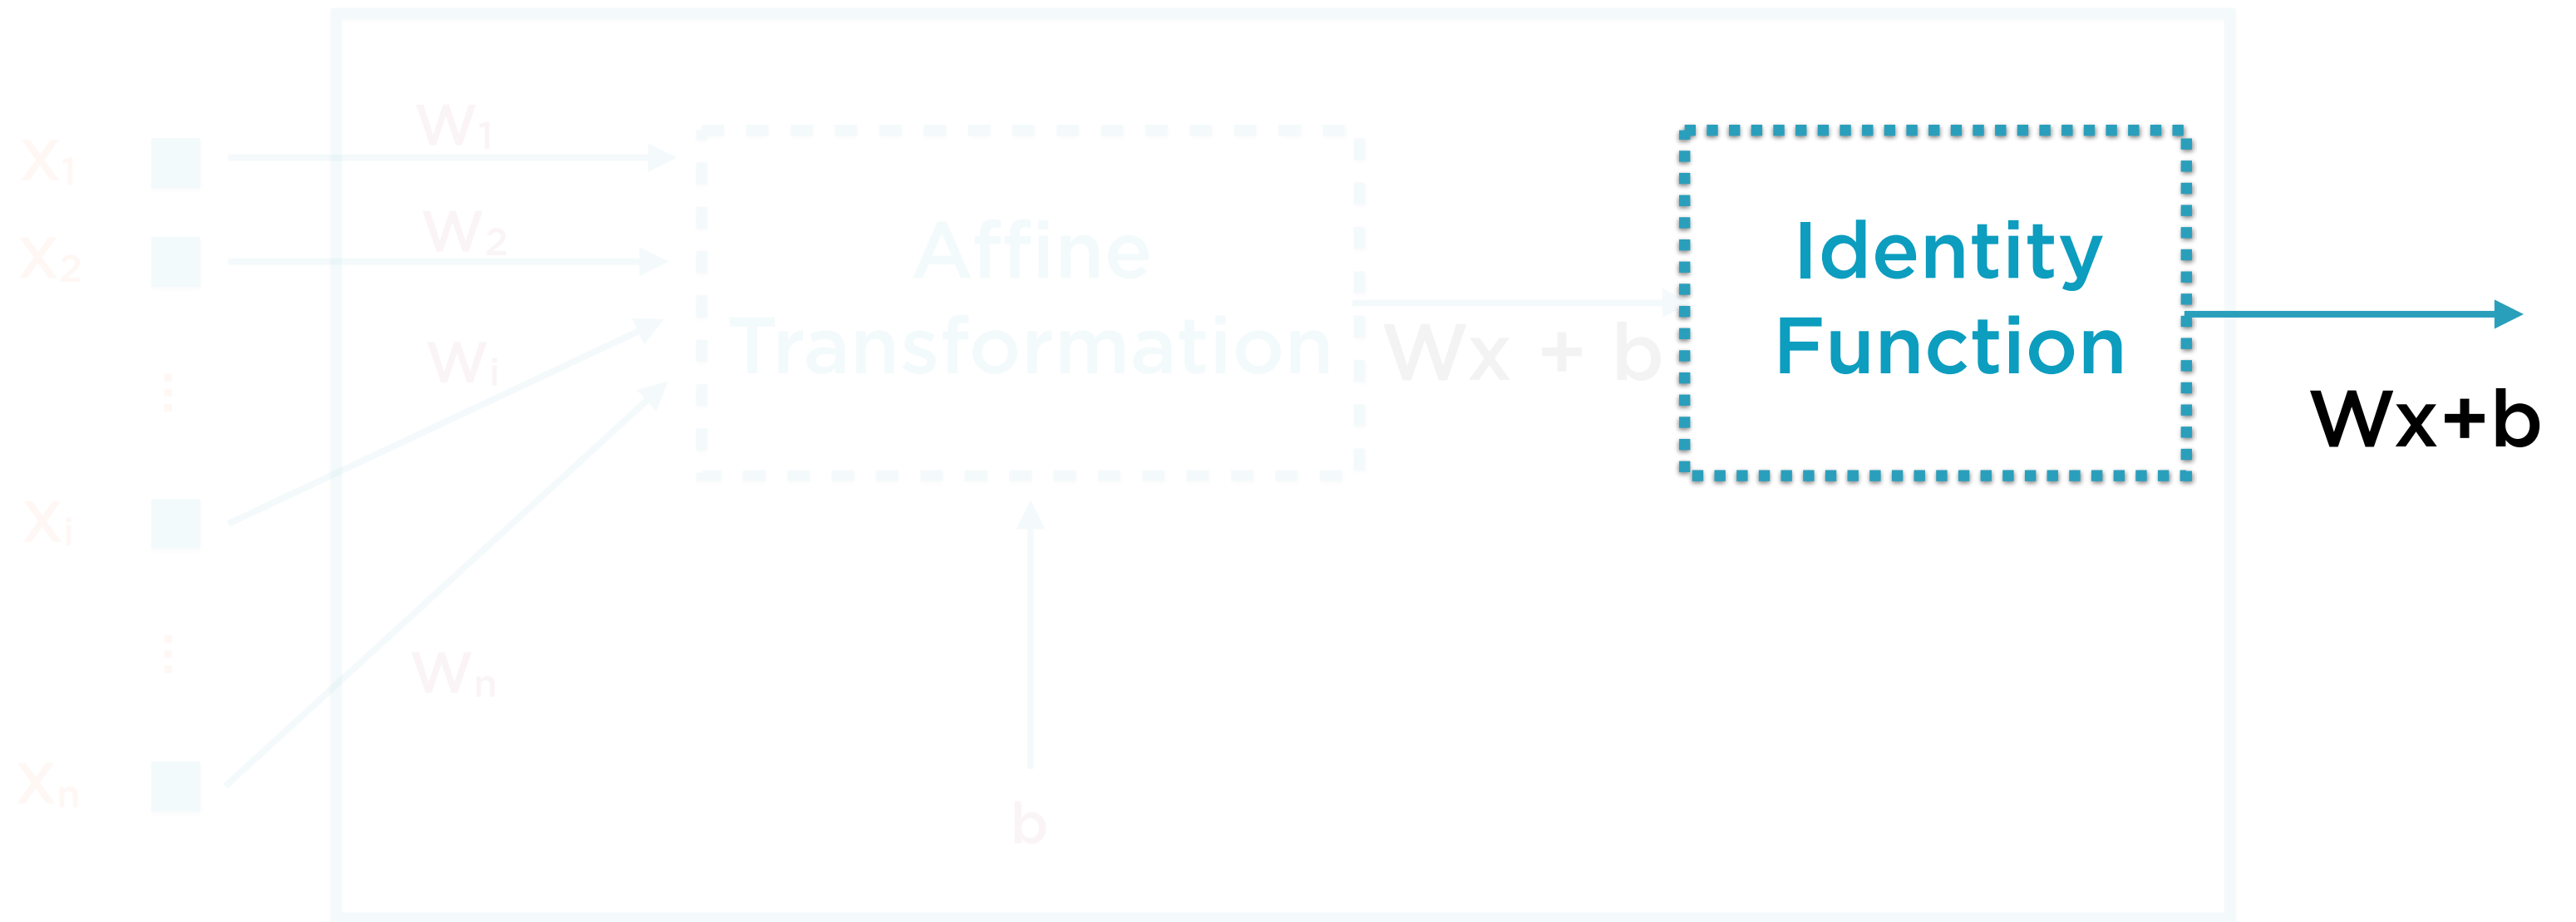 X1
W1
X2
W2
Affine
Transformation
Wi
Wx + b
Identity
Function
Wx+b
Xi
Wn
Xn
b